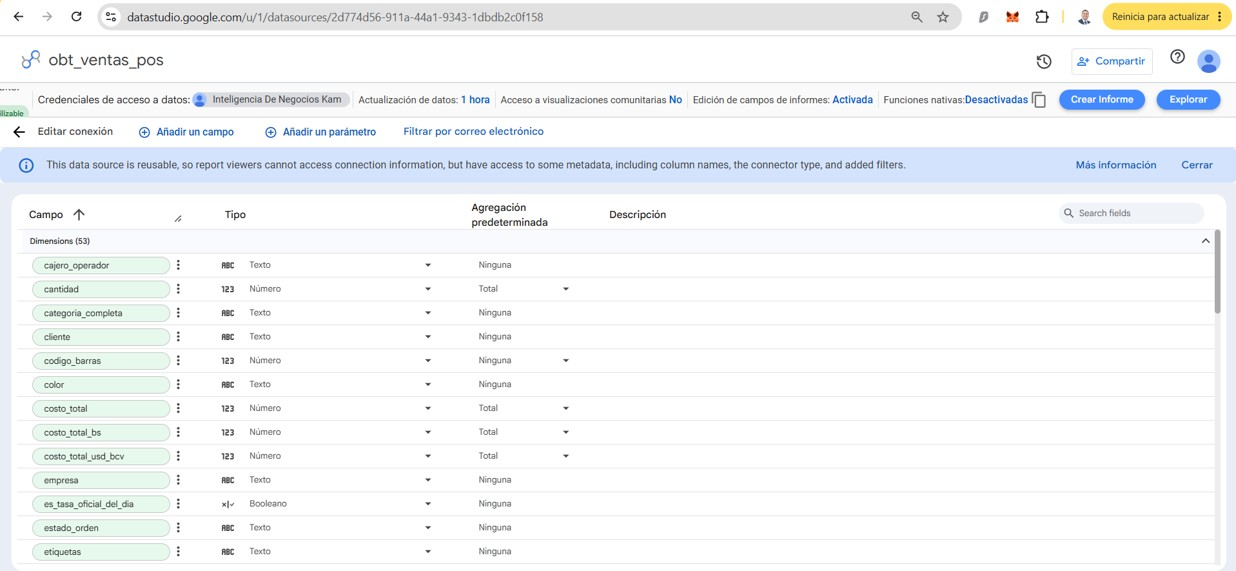 datastudio.google.com/u/1/datasources/2d774d56-911a-44a1-9343-1dbdb2c0f158
Reinicia para actualizar
obt_ventas_pos
Compartir
ilizable
Credenciales de acceso a datos: Inteligencia De Negocios Kam Actualización de datos: 1 hora Acceso a visualizaciones comunitarias No Edición de campos de informes: Activada Funciones nativas:Desactivadas Crear Informe Explorar
Editar conexión Añadir un campo Añadir un parámetro Filtrar por correo electrónico
This data source is reusable, so report viewers cannot access connection information, but have access to some metadata, including column names, the connector type, and added filters. Más información Cerrar
Campo Tipo Agregación predeterminada Descripción Search fields
Dimensions (53)
cajero_operador ABC Texto Ninguna
cantidad 123 Número Total
categoria_completa ABC Texto Ninguna
cliente ABC Texto Ninguna
codigo_barras 123 Número Ninguna
color ABC Texto Ninguna
costo_total 123 Número Total
costo_total_bs 123 Número Total
costo_total_usd_bcv 123 Número Total
empresa ABC Texto Ninguna
es_tasa_oficial_del_dia Booleano Ninguna
estado_orden ABC Texto Ninguna
etiquetas ABC Texto Ninguna